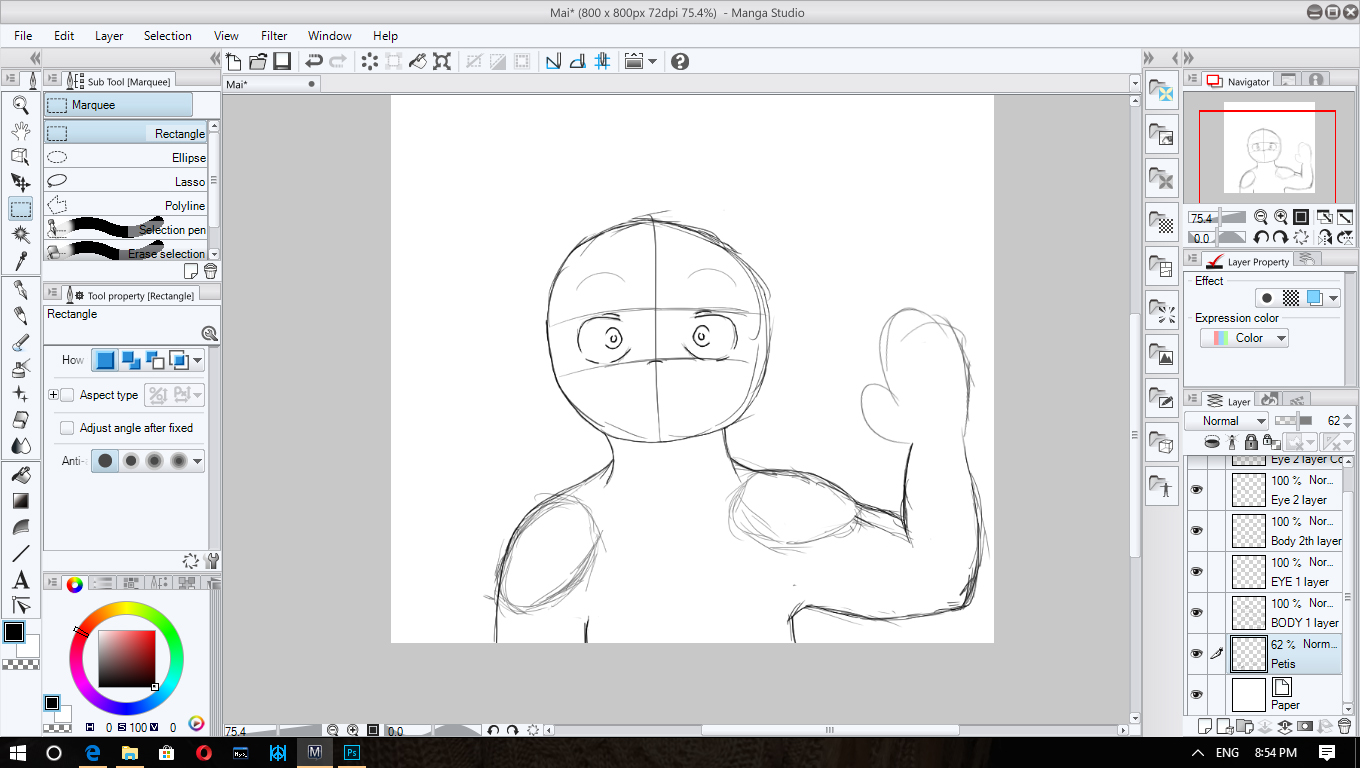 Mai* (800 x 800px 72dpi 75.4%) - Manga Studio
File Edit Layer Selection View Filter Window Help
Sub Tool [Marquee]
Mai*
Navigator
Marquee
Rectangle
Ellipse
Lasso
Polyline
Selection pen
Erase selection
75.4
0.0
Layer Property
Effect
Expression color
Color
Tool property [Rectangle]
Rectangle
How
Aspect type
Adjust angle after fixed
Anti-
Layer
Normal 62
Eye 2 layer Co
100 % Nor...
Eye 2 layer
100 % Nor...
Body 2th layer
100 % Nor...
EYE 1 layer
100 % Nor...
BODY 1 layer
62 % Norm...
Petis
Paper
H 0 S 100 V 0
75.4 0.0
M Ps ENG 8:54 PM